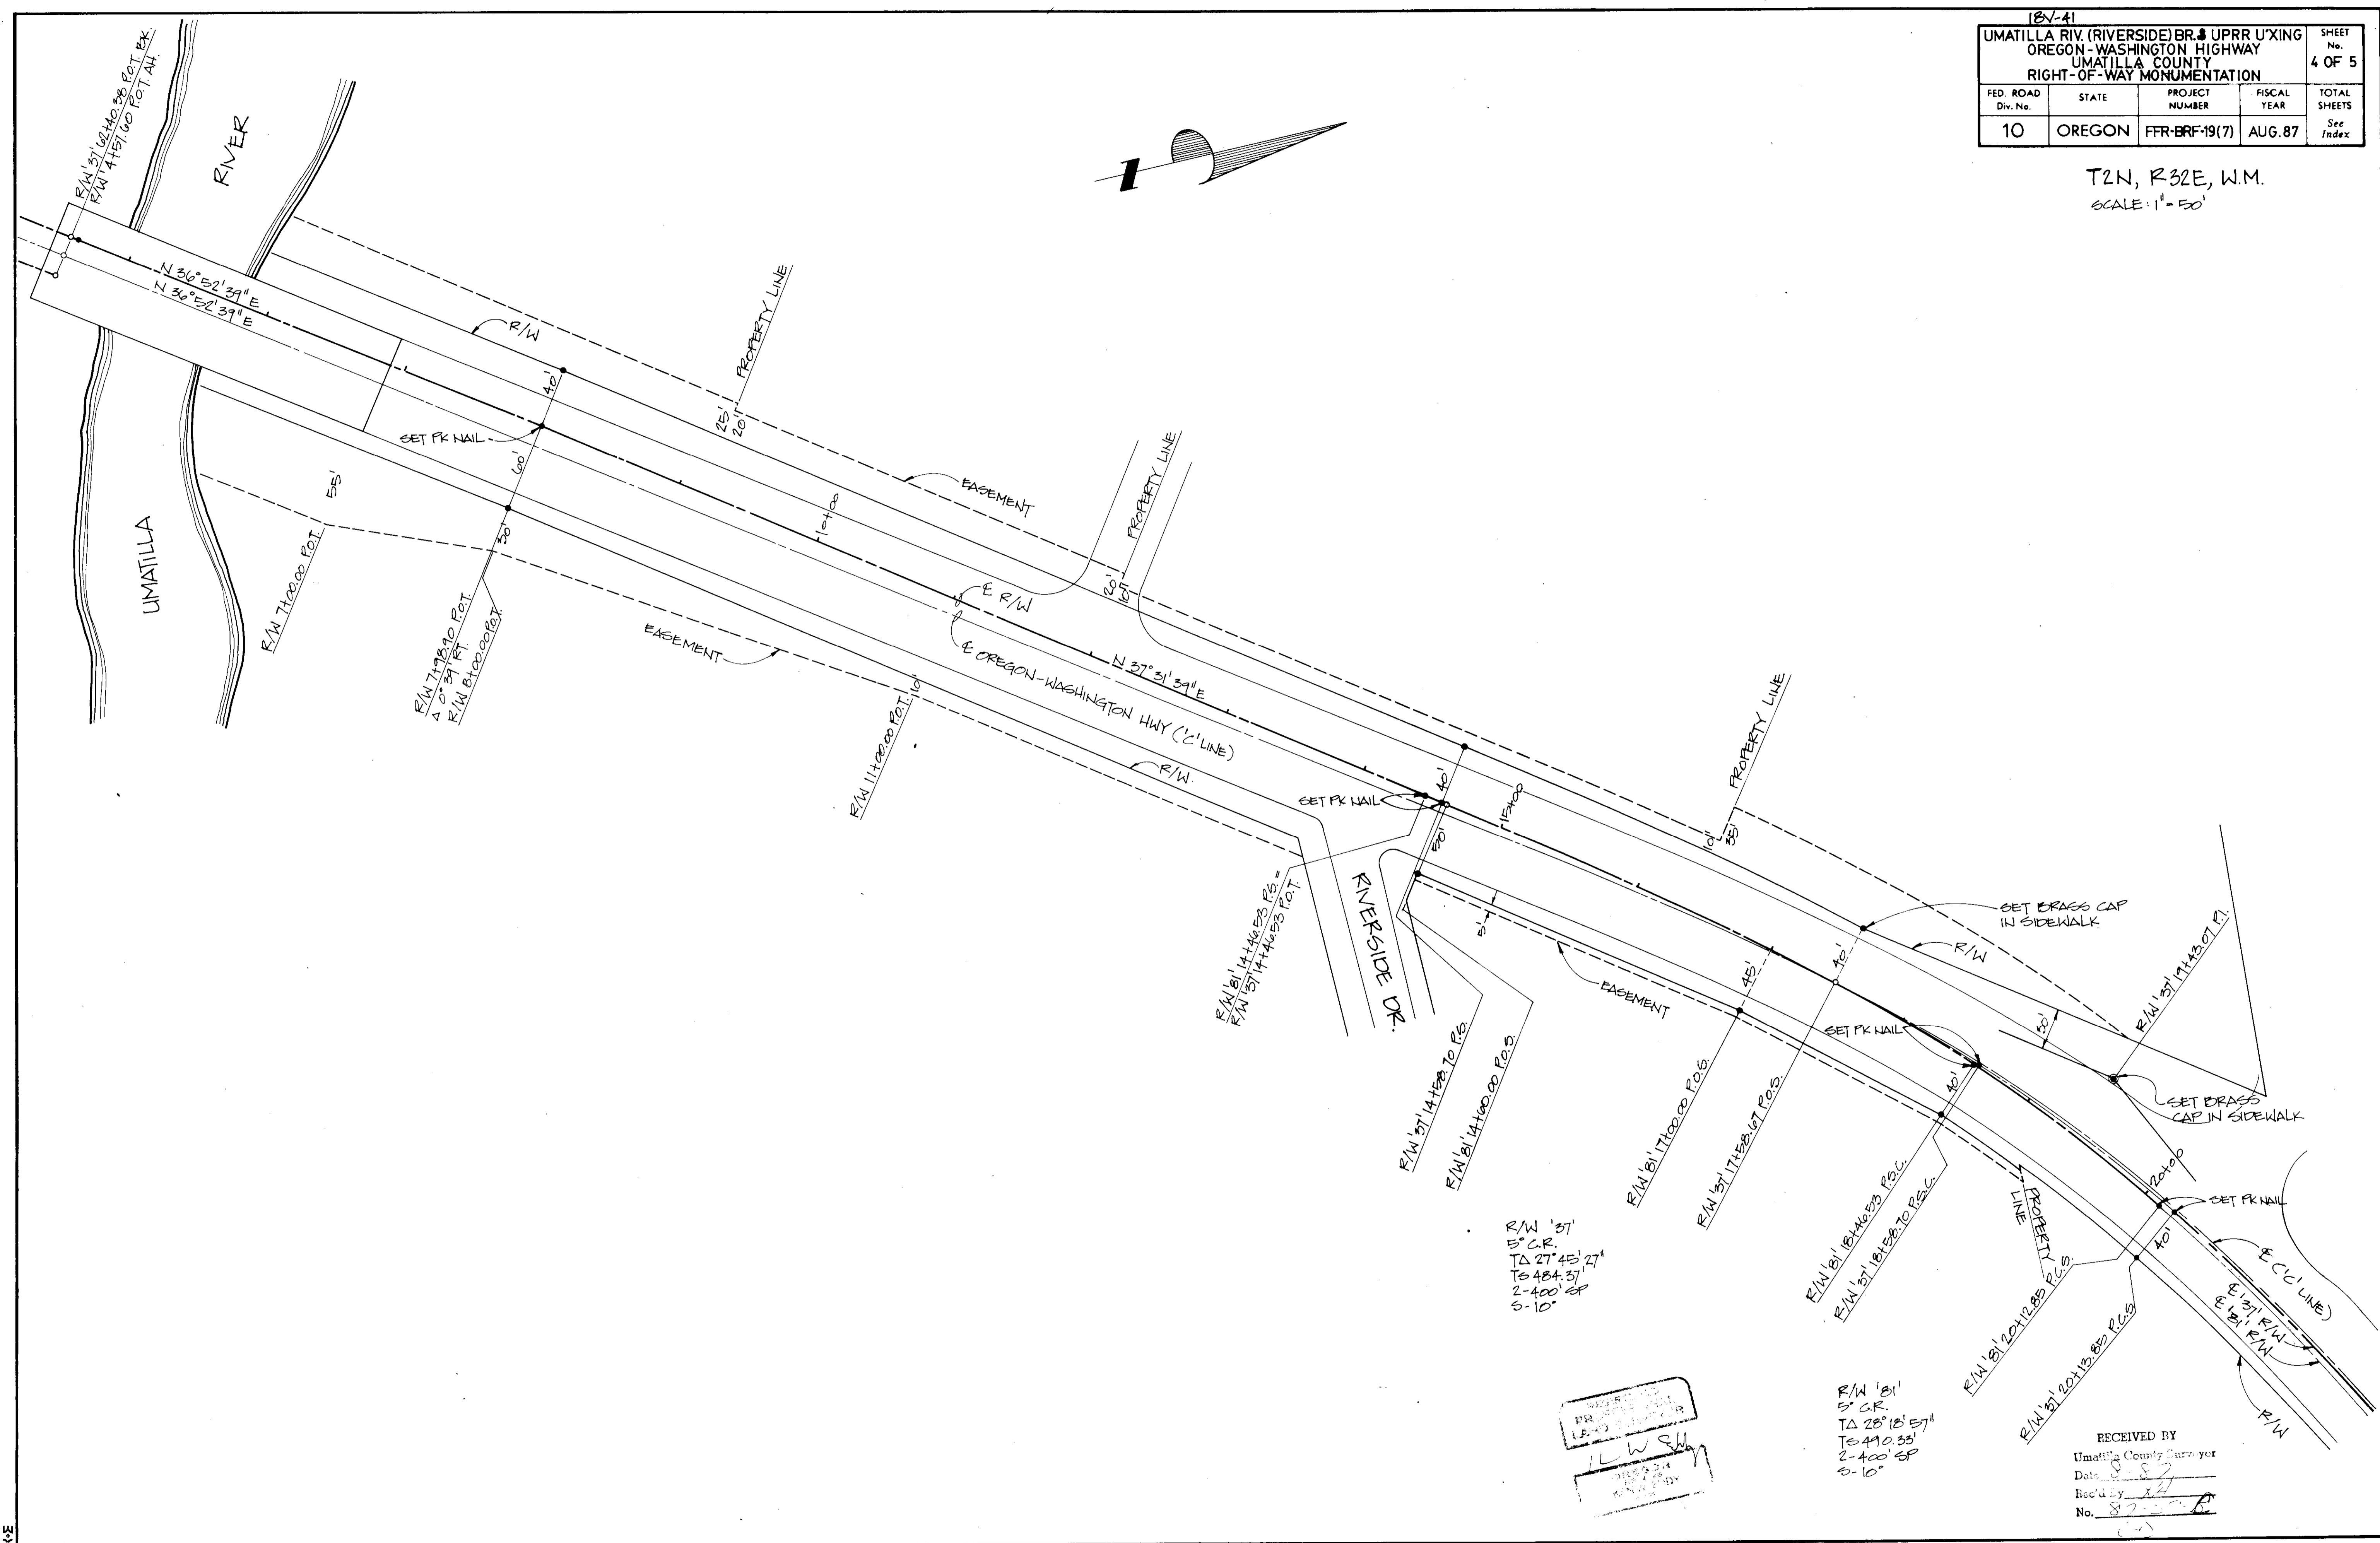 18V-41
UMATILLA RIV. (RIVERSIDE) BR. & UPRR U'XING
OREGON-WASHINGTON HIGHWAY
UMATILLA COUNTY
RIGHT-OF-WAY MONUMENTATION
SHEET
No.
4 OF 5
FED. ROAD
Div. No.
STATE
PROJECT
NUMBER
FISCAL
YEAR
TOTAL
SHEETS
10
OREGON
FFR-BRF-19(7)
AUG. 87
See
Index
T2N, R32E, W.M.
SCALE: 1" = 50'
R/W '37' 62+40.38 P.O.T. BK.
R/W 4+57.60 P.O.T. AH.
RIVER
N 36° 52' 39" E
N 36° 52' 39" E
R/W
PROPERTY LINE
40'
25'
20'
SET PK NAIL
60'
55'
50'
UMATILLA
R/W 7+00.00 P.O.T.
R/W 7+98.90 P.O.T.
Δ 0° 39' RT.
R/W 8+00.00 P.O.T.
10+00
EASEMENT
PROPERTY LINE
20'
10'
℄ R/W
EASEMENT
℄ OREGON-WASHINGTON HWY ('C' LINE)
N 37° 31' 39" E
10'
R/W 11+00.00 P.O.T.
R/W
SET PK NAIL
40'
50'
15+00
PROPERTY LINE
10'
35'
R/W '81' 14+46.53 P.S. =
R/W '37' 14+46.53 P.O.T.
RIVERSIDE DR.
5'
EASEMENT
R/W '37' 14+58.70 P.S.
R/W '81' 14+60.00 P.O.S.
45'
40'
SET BRASS CAP
IN SIDEWALK
R/W
R/W '37' 19+43.07 P.I.
30'
SET PK NAIL
40'
SET BRASS
CAP IN SIDEWALK
R/W '81' 17+00.00 P.O.S.
R/W '37' 17+58.67 P.O.S.
R/W '81' 18+46.53 P.S.C.
R/W '37' 18+58.70 P.S.C.
PROPERTY
LINE
20+00
SET PK NAIL
40'
R/W '81' 20+12.85 P.C.S.
R/W '37' 20+13.85 P.C.S.
℄ ('C' LINE)
℄ '37' R/W
℄ '81' R/W
R/W
R/W '37'
5° C.R.
TΔ 27° 45' 27"
TS 484.37'
2-400' SP
S-10°
R/W '81'
5° C.R.
TΔ 28° 18' 57"
TS 490.33'
2-400' SP
S-10°
RECEIVED BY
Umatilla County Surveyor
Date
Rec'd By
No.